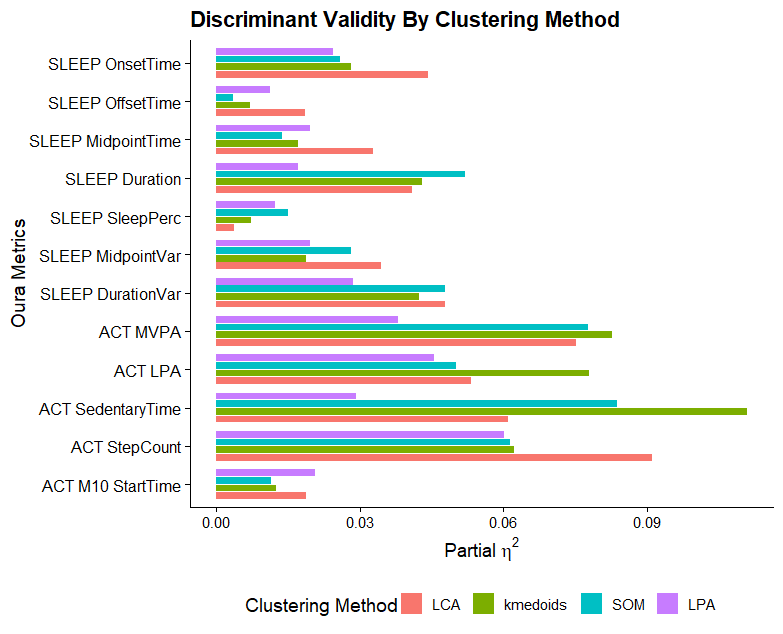 Discriminant Validity By Clustering Method
Oura Metrics
SLEEP OnsetTime
SLEEP OffsetTime
SLEEP MidpointTime
SLEEP Duration
SLEEP SleepPerc
SLEEP MidpointVar
SLEEP DurationVar
ACT MVPA
ACT LPA
ACT SedentaryTime
ACT StepCount
ACT M10 StartTime
0.00 0.03 0.06 0.09
Partial η²
Clustering Method LCA kmedoids SOM LPA